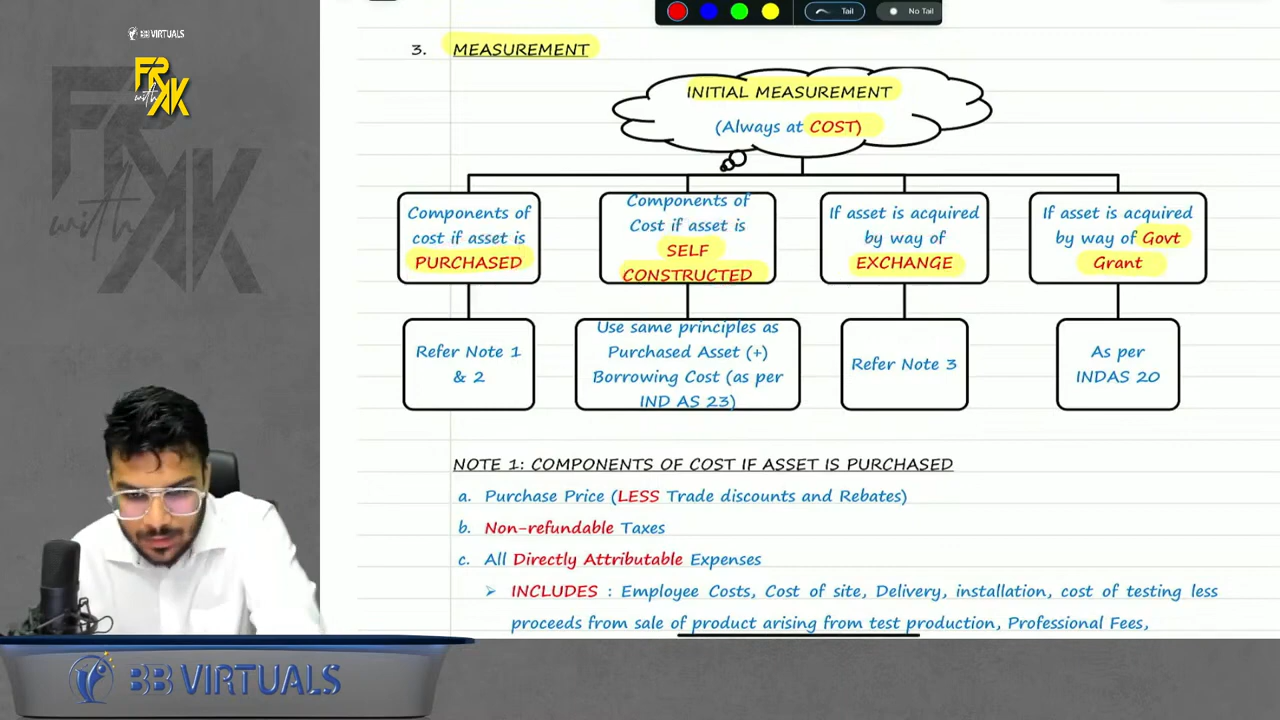 BB VIRTUALS
FR
with
AK
FR
with
AK
Tail
No Tail
3. MEASUREMENT
INITIAL MEASUREMENT
(Always at COST)
Components of
cost if asset is
PURCHASED
Components of
Cost if asset is
SELF
CONSTRUCTED
If asset is acquired
by way of
EXCHANGE
If asset is acquired
by way of Govt
Grant
Refer Note 1
& 2
Use same principles as
Purchased Asset (+)
Borrowing Cost (as per
IND AS 23)
Refer Note 3
As per
INDAS 20
NOTE 1: COMPONENTS OF COST IF ASSET IS PURCHASED
a. Purchase Price (LESS Trade discounts and Rebates)
b. Non-refundable Taxes
c. All Directly Attributable Expenses
➢ INCLUDES : Employee Costs, Cost of site, Delivery, installation, cost of testing less
proceeds from sale of product arising from test production, Professional Fees,
BB VIRTUALS